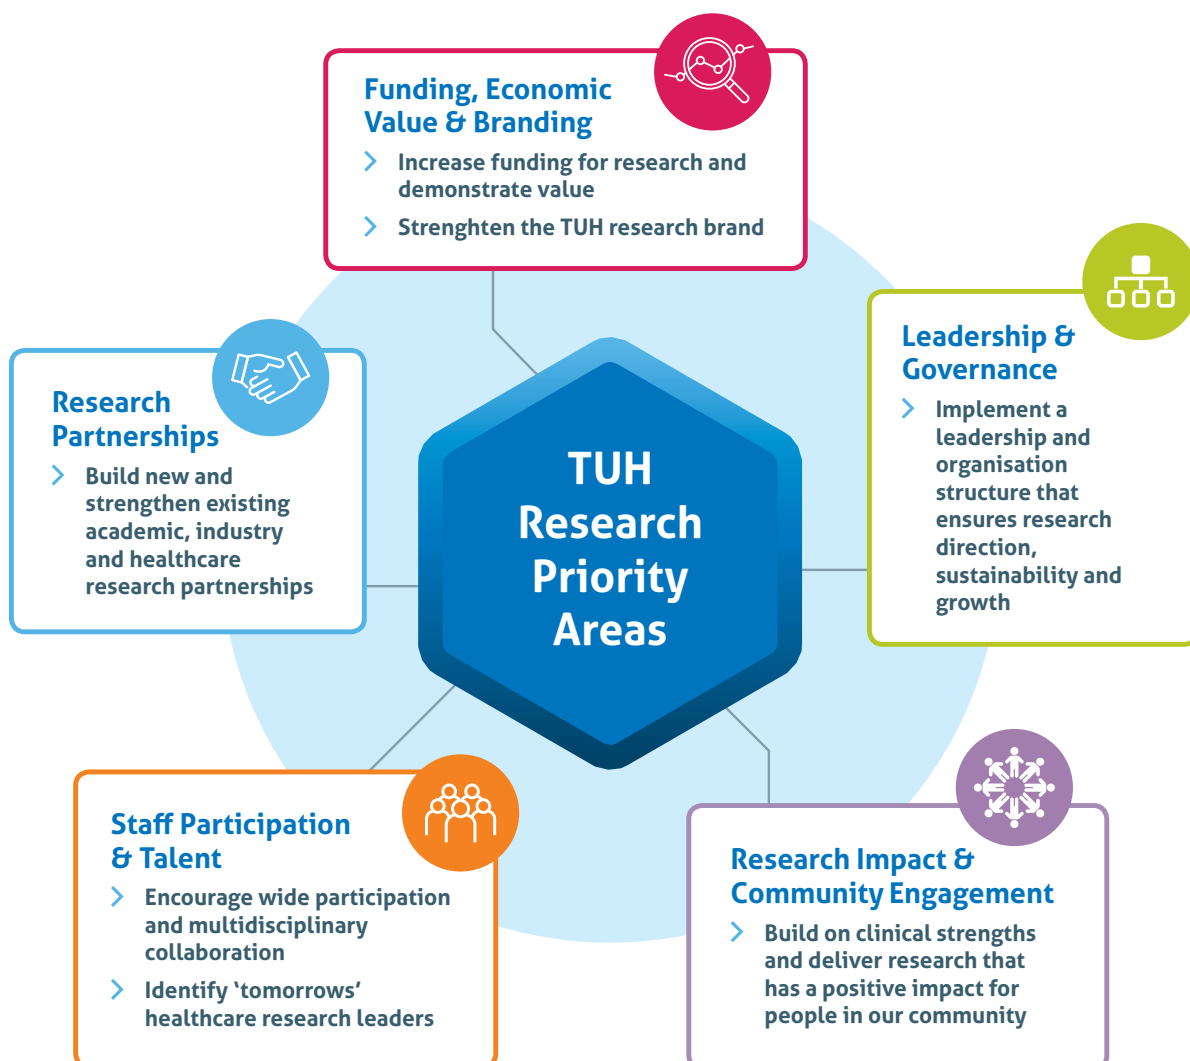 Funding, Economic
Value & Branding
Increase funding for research and
demonstrate value
Strenghten the TUH research brand
Leadership &
Governance
Implement a
leadership and
organisation
structure that
ensures research
direction,
sustainability and
growth
Research
Partnerships
Build new and
strengthen existing
academic, industry
and healthcare
research partnerships
TUH
Research
Priority
Areas
Staff Participation
& Talent
Encourage wide participation
and multidisciplinary
collaboration
Identify ‘tomorrows’
healthcare research leaders
Research Impact &
Community Engagement
Build on clinical strengths
and deliver research that
has a positive impact for
people in our community